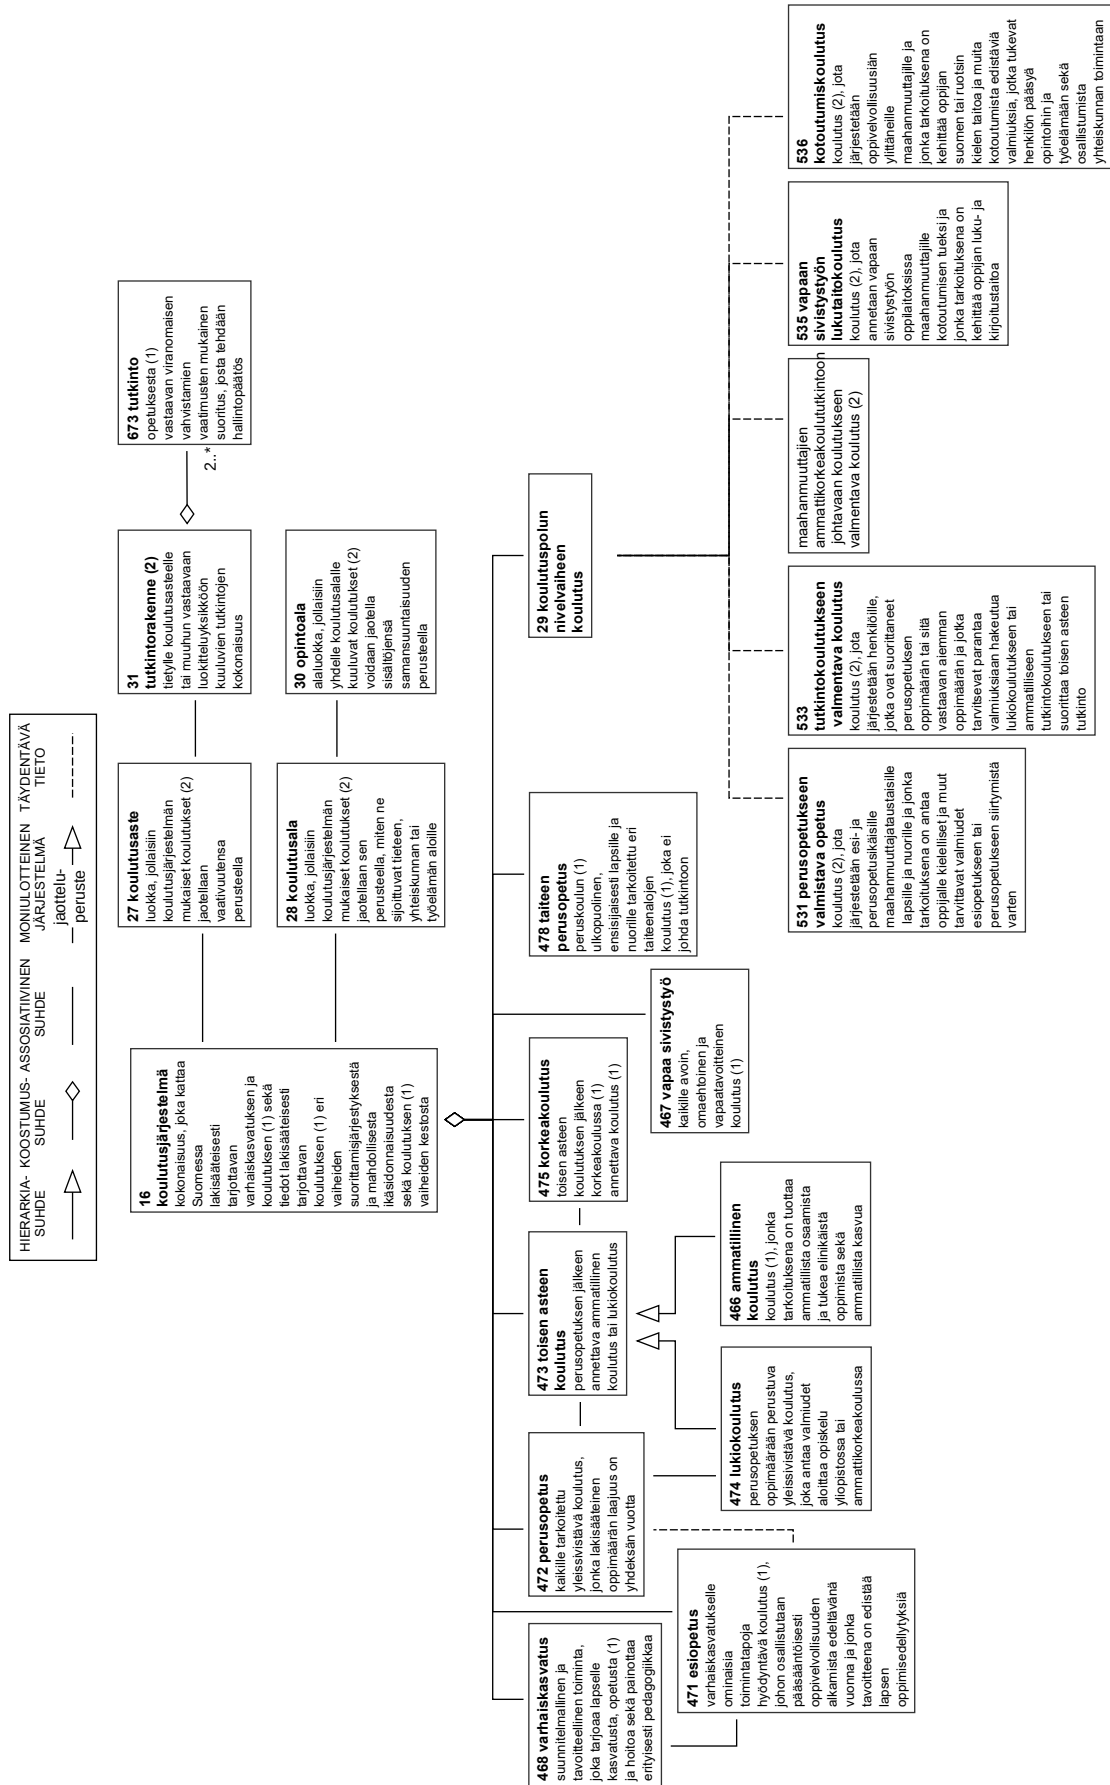 HIERARKIA- KOOSTUMUS- ASSOSIATIIVINEN MONIULOTTEINEN TÄYDENTÄVÄ
SUHDE SUHDE SUHDE JÄRJESTELMÄ TIETO
jaottelu-
peruste
16
koulutusjärjestelmä
kokonaisuus, joka kattaa
Suomessa
lakisääteisesti
tarjottavan
varhaiskasvatuksen ja
koulutuksen (1) sekä
tiedot lakisääteisesti
tarjottavan
koulutuksen (1) eri
vaiheiden
suorittamisjärjestyksestä
ja mahdollisesta
ikäsidonnaisuudesta
sekä koulutuksen (1)
vaiheiden kestosta
27 koulutusaste
luokka, jollaisiin
koulutusjärjestelmän
mukaiset koulutukset (2)
jaotellaan
vaativuutensa
perusteella
31
tutkintorakenne (2)
tietylle koulutusasteelle
tai muuhun vastaavaan
luokitteluyksikköön
kuuluvien tutkintojen
kokonaisuus
2..*
673 tutkinto
opetuksesta (1)
vastaavan viranomaisen
vahvistamien
vaatimusten mukainen
suoritus, josta tehdään
hallintopäätös
28 koulutusala
luokka, jollaisiin
koulutusjärjestelmän
mukaiset koulutukset (2)
jaotellaan sen
perusteella, miten ne
sijoittuvat tieteen,
yhteiskunnan tai
työelämän aloille
30 opintoala
alaluokka, jollaisiin
yhdelle koulutusalalle
kuuluvat koulutukset (2)
voidaan jaotella
sisältöjensä
samansuuntaisuuden
perusteella
468 varhaiskasvatus
suunnitelmallinen ja
tavoitteellinen toiminta,
joka tarjoaa lapselle
kasvatusta, opetusta (1)
ja hoitoa sekä painottaa
erityisesti pedagogiikkaa
472 perusopetus
kaikille tarkoitettu
yleissivistävä koulutus,
jonka lakisääteinen
oppimäärän laajuus on
yhdeksän vuotta
473 toisen asteen
koulutus
perusopetuksen jälkeen
annettava ammatillinen
koulutus tai lukiokoulutus
475 korkeakoulutus
toisen asteen
koulutuksen jälkeen
korkeakoulussa (1)
annettava koulutus (1)
478 taiteen
perusopetus
peruskoulun (1)
ulkopuolinen,
ensisijaisesti lapsille ja
nuorille tarkoitettu eri
taiteenalojen
koulutus (1), joka ei
johda tutkintoon
29 koulutuspolun
nivelvaiheen
koulutus
467 vapaa sivistystyö
kaikille avoin,
omaehtoinen ja
vapaatavoitteinen
koulutus (1)
471 esiopetus
varhaiskasvatukselle
ominaisia
toimintatapoja
hyödyntävä koulutus (1),
johon osallistutaan
pääsääntöisesti
oppivelvollisuuden
alkamista edeltävänä
vuonna ja jonka
tavoitteena on edistää
lapsen
oppimisedellytyksiä
474 lukiokoulutus
perusopetuksen
oppimäärään perustuva
yleissivistävä koulutus,
joka antaa valmiudet
aloittaa opiskelu
yliopistossa tai
ammattikorkeakoulussa
466 ammatillinen
koulutus
koulutus (1), jonka
tarkoituksena on tuottaa
ammatillista osaamista
ja tukea elinikäistä
oppimista sekä
ammatillista kasvua
531 perusopetukseen
valmistava opetus
koulutus (2), jota
järjestetään esi- ja
perusopetusikäisille
maahanmuuttajataustaisille
lapsille ja nuorille ja jonka
tarkoituksena on antaa
oppijalle kielelliset ja muut
tarvittavat valmiudet
esiopetukseen tai
perusopetukseen siirtymistä
varten
533
tutkintokoulutukseen
valmentava koulutus
koulutus (2), jota
järjestetään henkilöille,
jotka ovat suorittaneet
perusopetuksen
oppimäärän tai sitä
vastaavan aiemman
oppimäärän ja jotka
tarvitsevat parantaa
valmiuksiaan hakeutua
lukiokoulutukseen tai
ammatilliseen
tutkintokoulutukseen tai
suorittaa toisen asteen
tutkinto
maahanmuuttajien
ammattikorkeakoulututkintoon
johtavaan koulutukseen
valmentava koulutus (2)
535 vapaan
sivistystyön
lukutaitokoulutus
koulutus (2), jota
annetaan vapaan
sivistystyön
oppilaitoksissa
maahanmuuttajille
kotoutumisen tueksi ja
jonka tarkoituksena on
kehittää oppijan luku- ja
kirjoitustaitoa
536
kotoutumiskoulutus
koulutus (2), jota
järjestetään
oppivelvollisuusiän
ylittäneille
maahanmuuttajille ja
jonka tarkoituksena on
kehittää oppijan
suomen tai ruotsin
kielen taitoa ja muita
kotoutumista edistäviä
valmiuksia, jotka tukevat
henkilön pääsyä
opintoihin ja
työelämään sekä
osallistumista
yhteiskunnan toimintaan